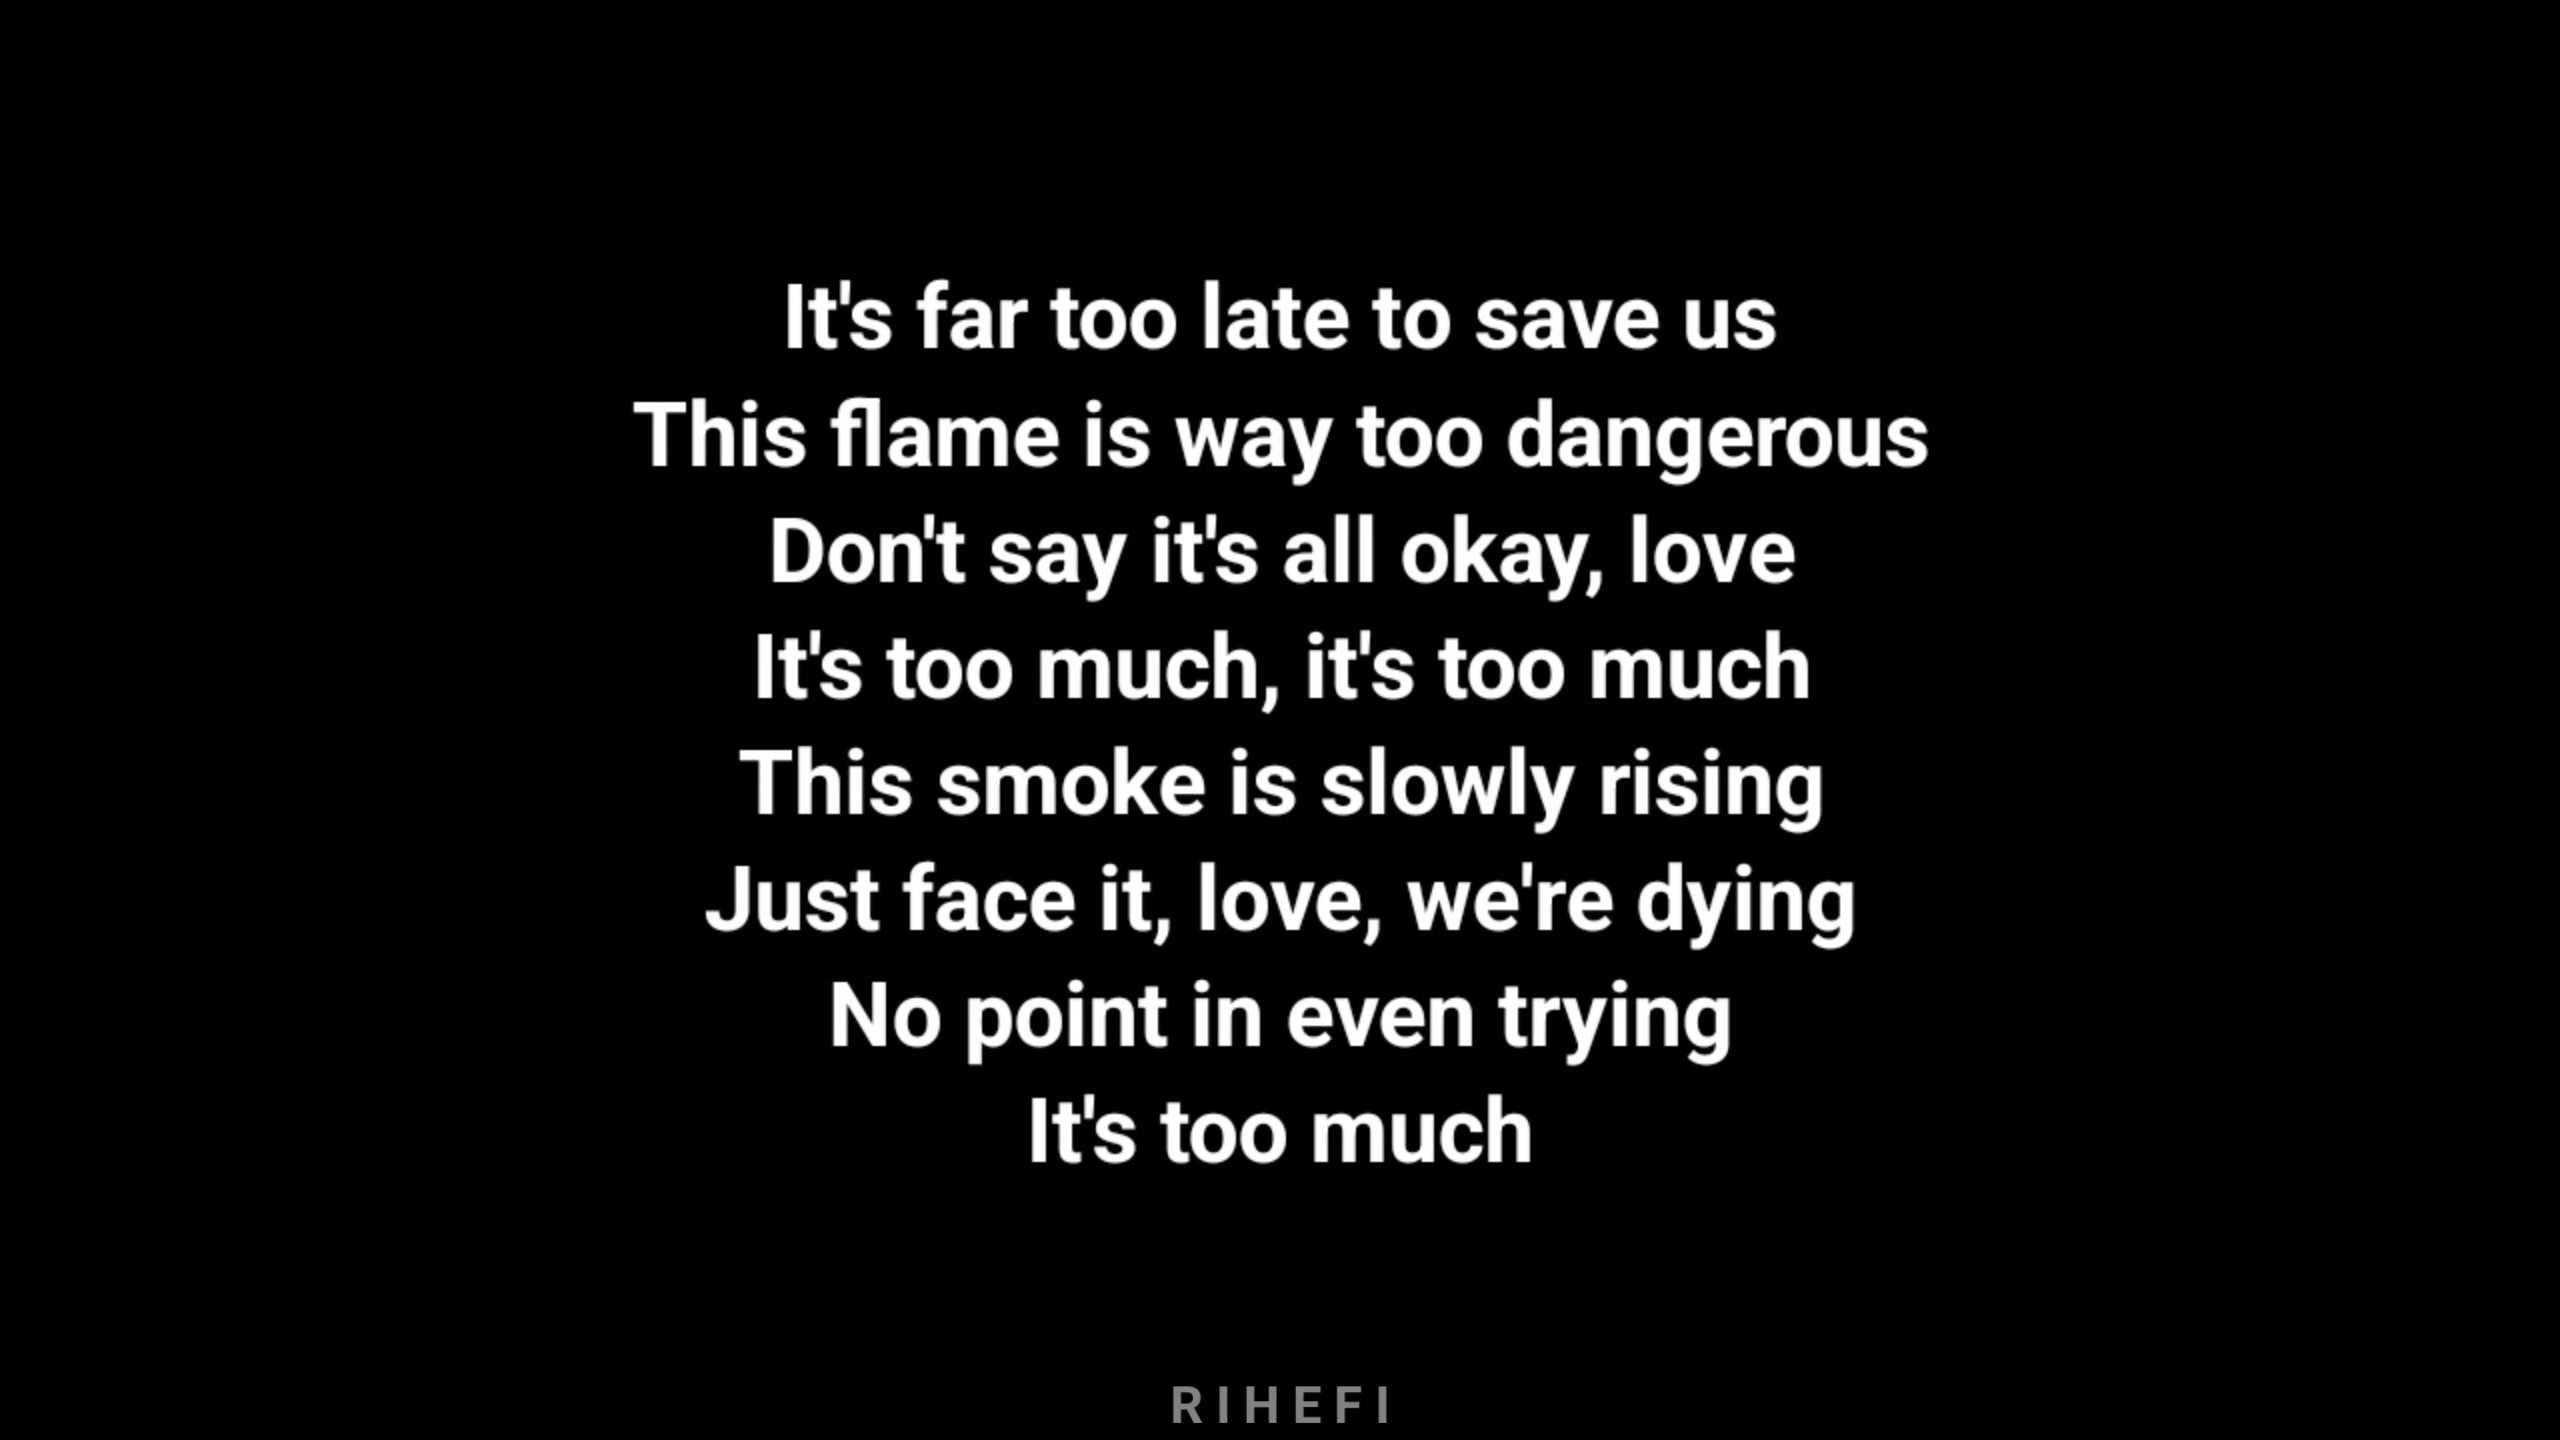 It's far too late to save us
This flame is way too dangerous
Don't say it's all okay, love
It's too much, it's too much
This smoke is slowly rising
Just face it, love, we're dying
No point in even trying
It's too much
RIHEFI